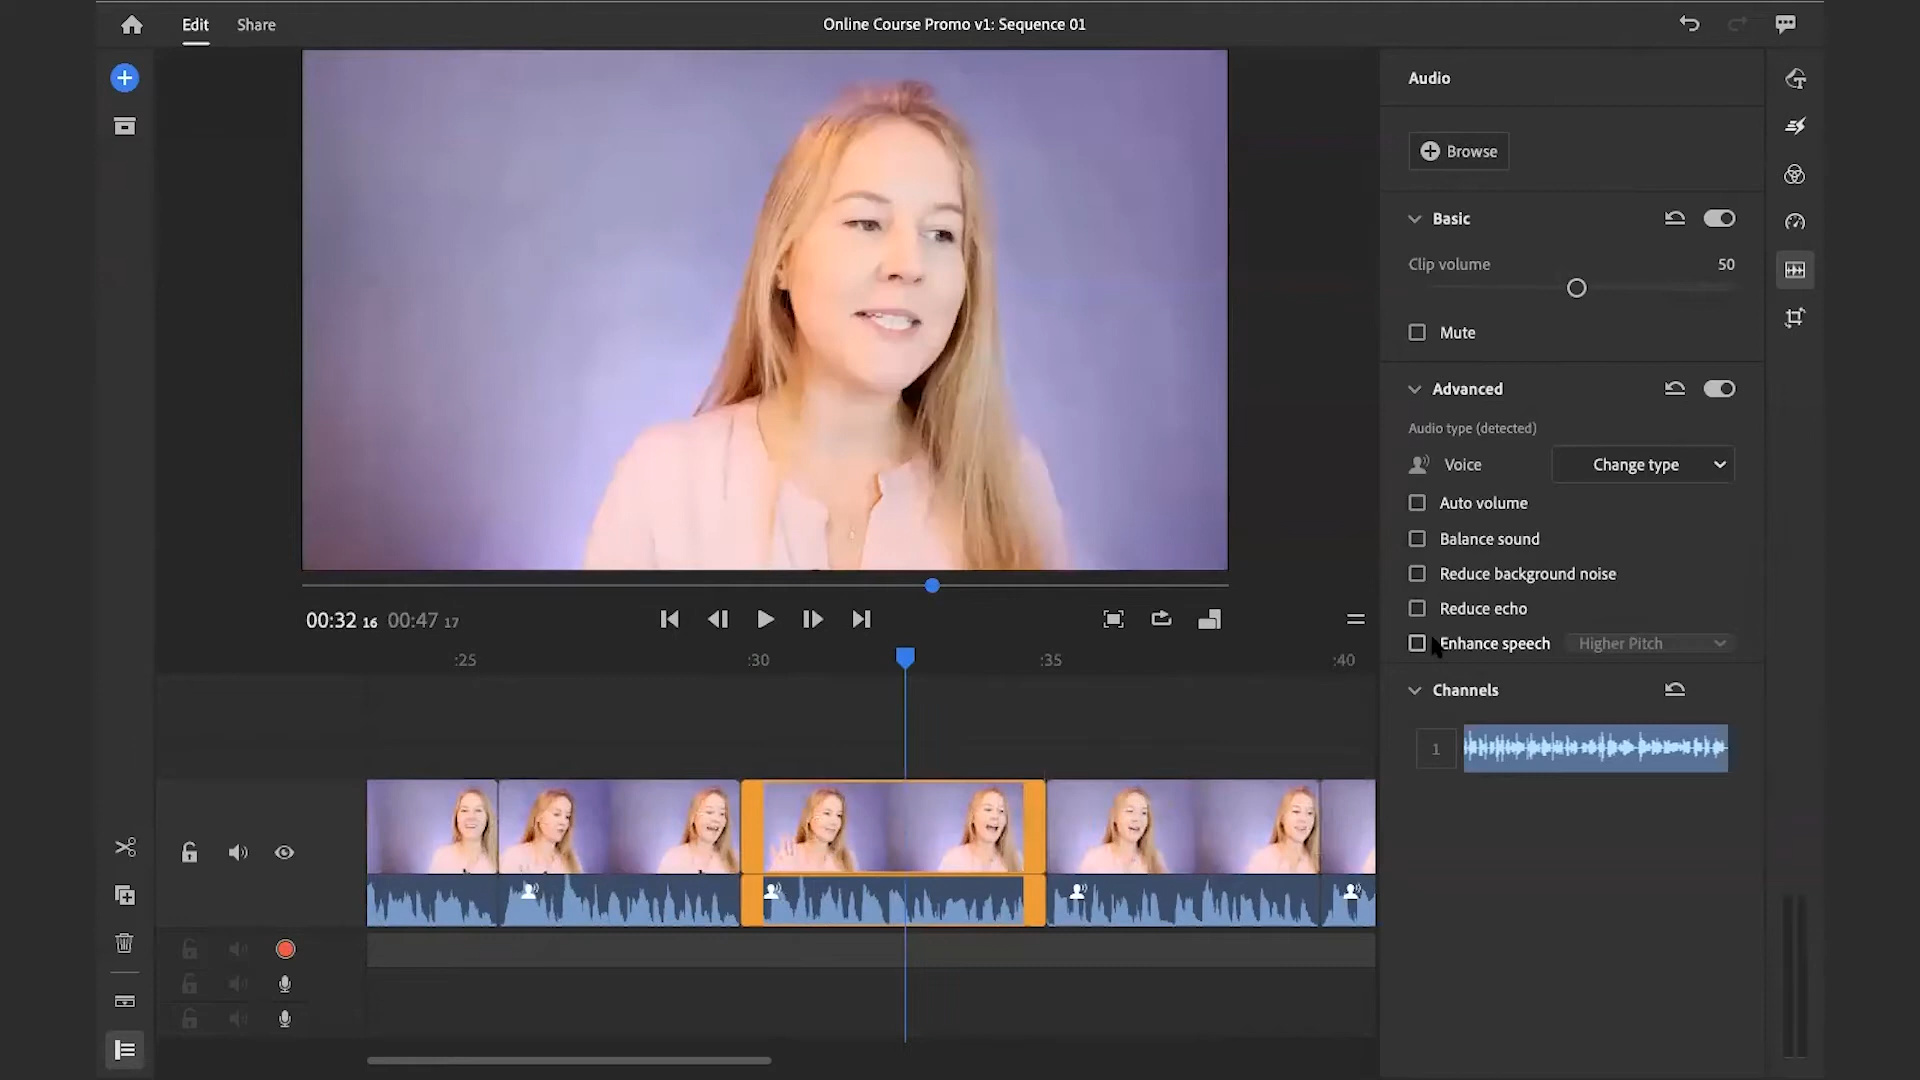 Edit
Share
Online Course Promo v1: Sequence 01
Audio
Browse
Basic
Clip volume
50
Mute
Advanced
Audio type (detected)
Voice
Change type
Auto volume
Balance sound
Reduce background noise
Reduce echo
Enhance speech
Higher Pitch
Channels
1
00:32 16 00:47 17
:25
:30
:35
:40